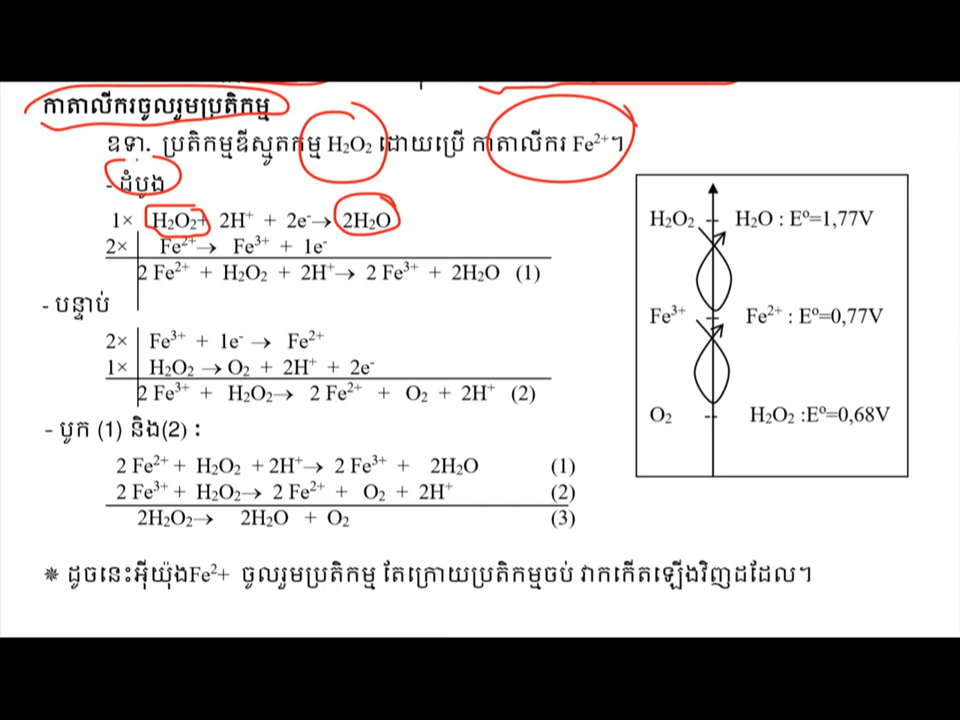 កាតាលីករចូលរួមប្រតិកម្ម
ឧទា. ប្រតិកម្មឌីស្មូតកម្ម H₂O₂ ដោយប្រើ កាតាលីករ Fe²⁺។
- ដំបូង
1× H₂O₂+ 2H⁺ + 2e⁻→ 2H₂O
2× Fe²⁺→ Fe³⁺ + 1e⁻
2 Fe²⁺ + H₂O₂ + 2H⁺→ 2 Fe³⁺ + 2H₂O (1)
- បន្ទាប់
2× Fe³⁺ + 1e⁻ → Fe²⁺
1× H₂O₂ → O₂ + 2H⁺ + 2e⁻
2 Fe³⁺ + H₂O₂→ 2 Fe²⁺ + O₂ + 2H⁺ (2)
- បូក (1) និង(2) :
2 Fe²⁺ + H₂O₂ +2H⁺→ 2 Fe³⁺ + 2H₂O (1)
2 Fe³⁺ + H₂O₂→ 2 Fe²⁺ + O₂ + 2H⁺ (2)
2H₂O₂→ 2H₂O + O₂ (3)
⁕ ដូចនេះអ៊ីយ៉ុងFe²+ ចូលរួមប្រតិកម្ម តែក្រោយប្រតិកម្មចប់ វាកកើតឡើងវិញដដែល។
H₂O₂ H₂O : Eº=1,77V
Fe³⁺ Fe²⁺ : Eº=0,77V
O₂ H₂O₂ :Eº=0,68V